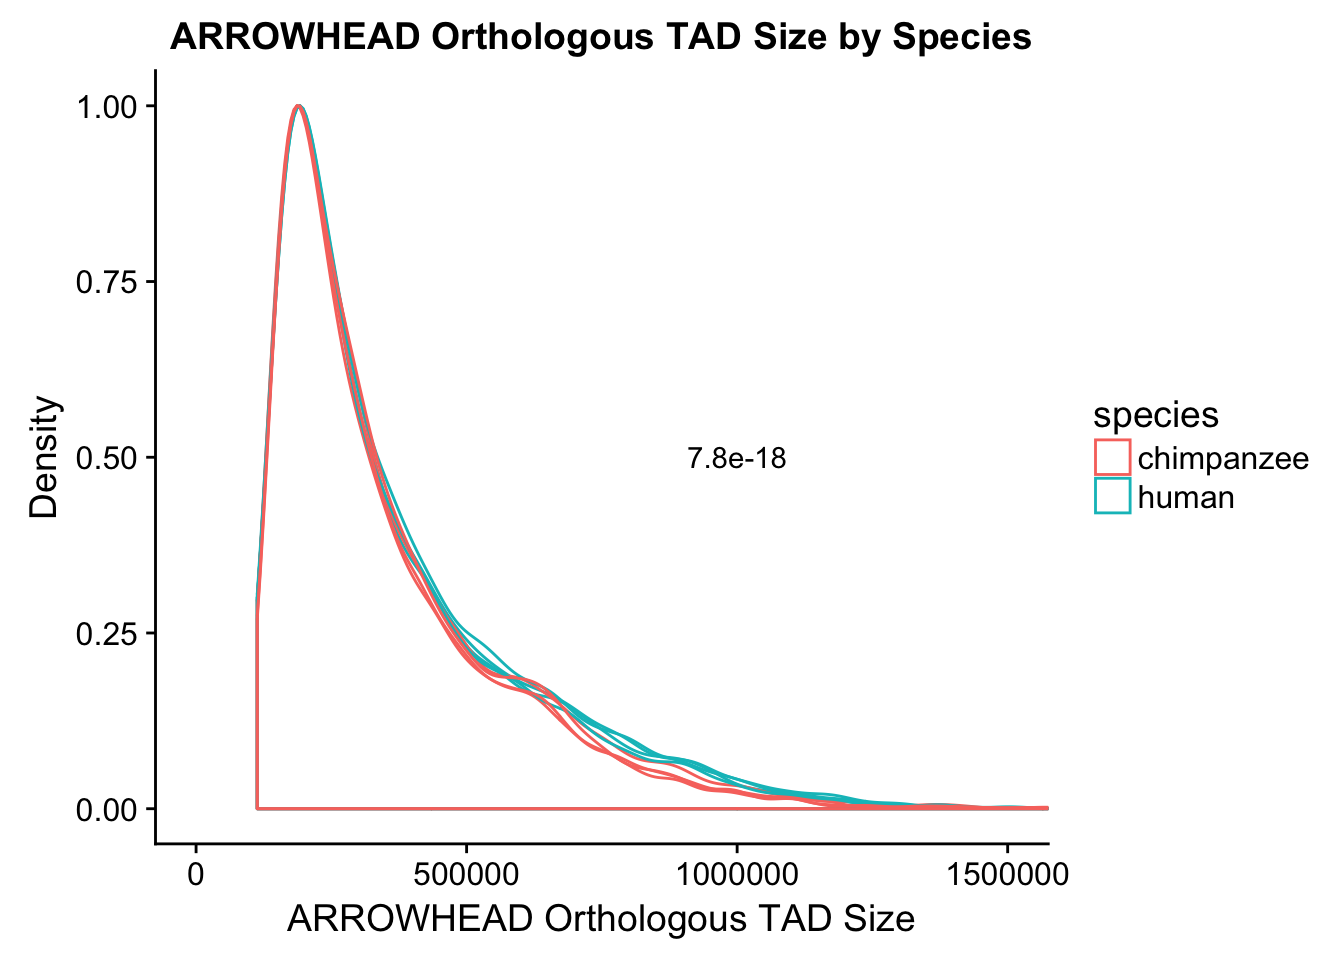 ARROWHEAD Orthologous TAD Size by Species
Density
1.00
0.75
0.50
0.25
0.00
7.8e-18
0
500000
1000000
1500000
ARROWHEAD Orthologous TAD Size
species
chimpanzee
human